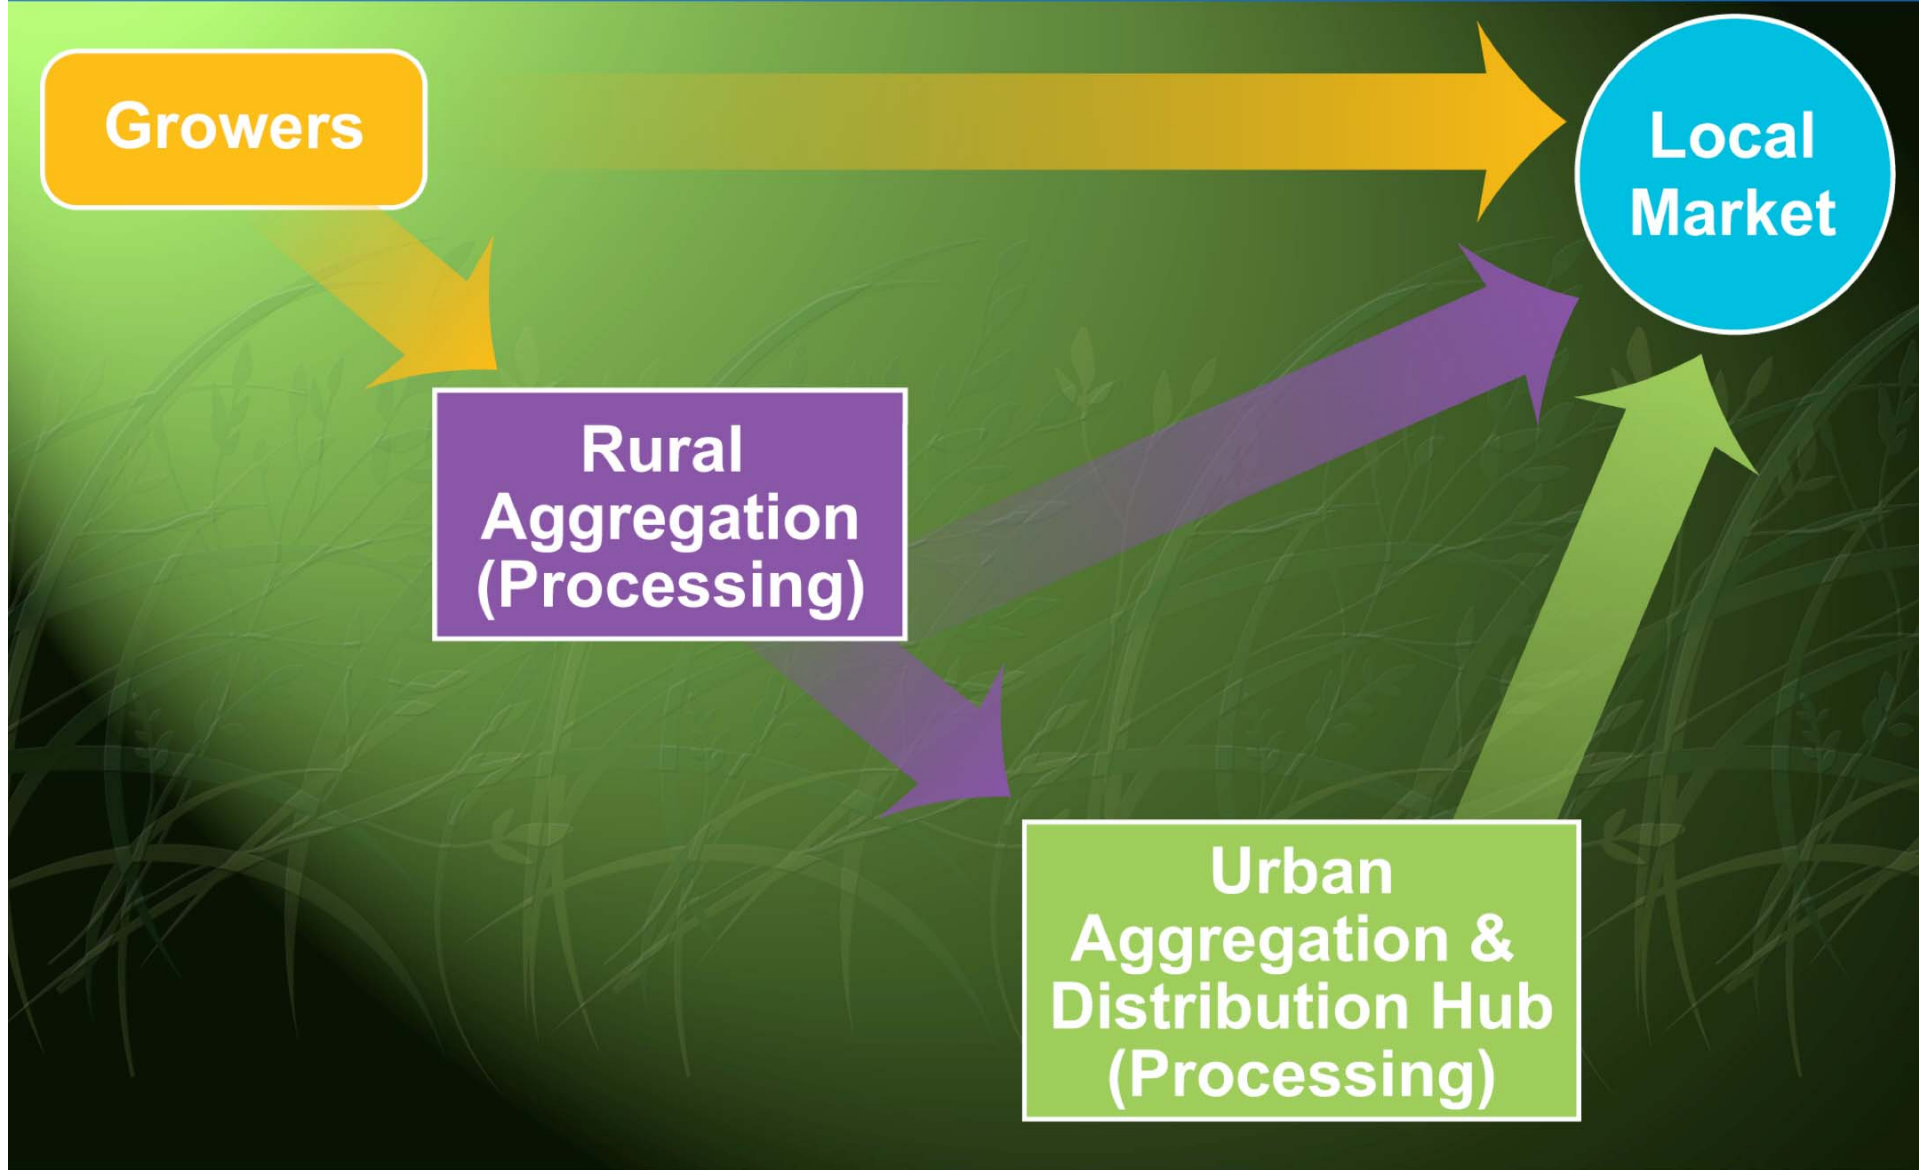 Growers
Local
Market
Rural
Aggregation
(Processing)
Urban
Aggregation &
Distribution Hub
(Processing)